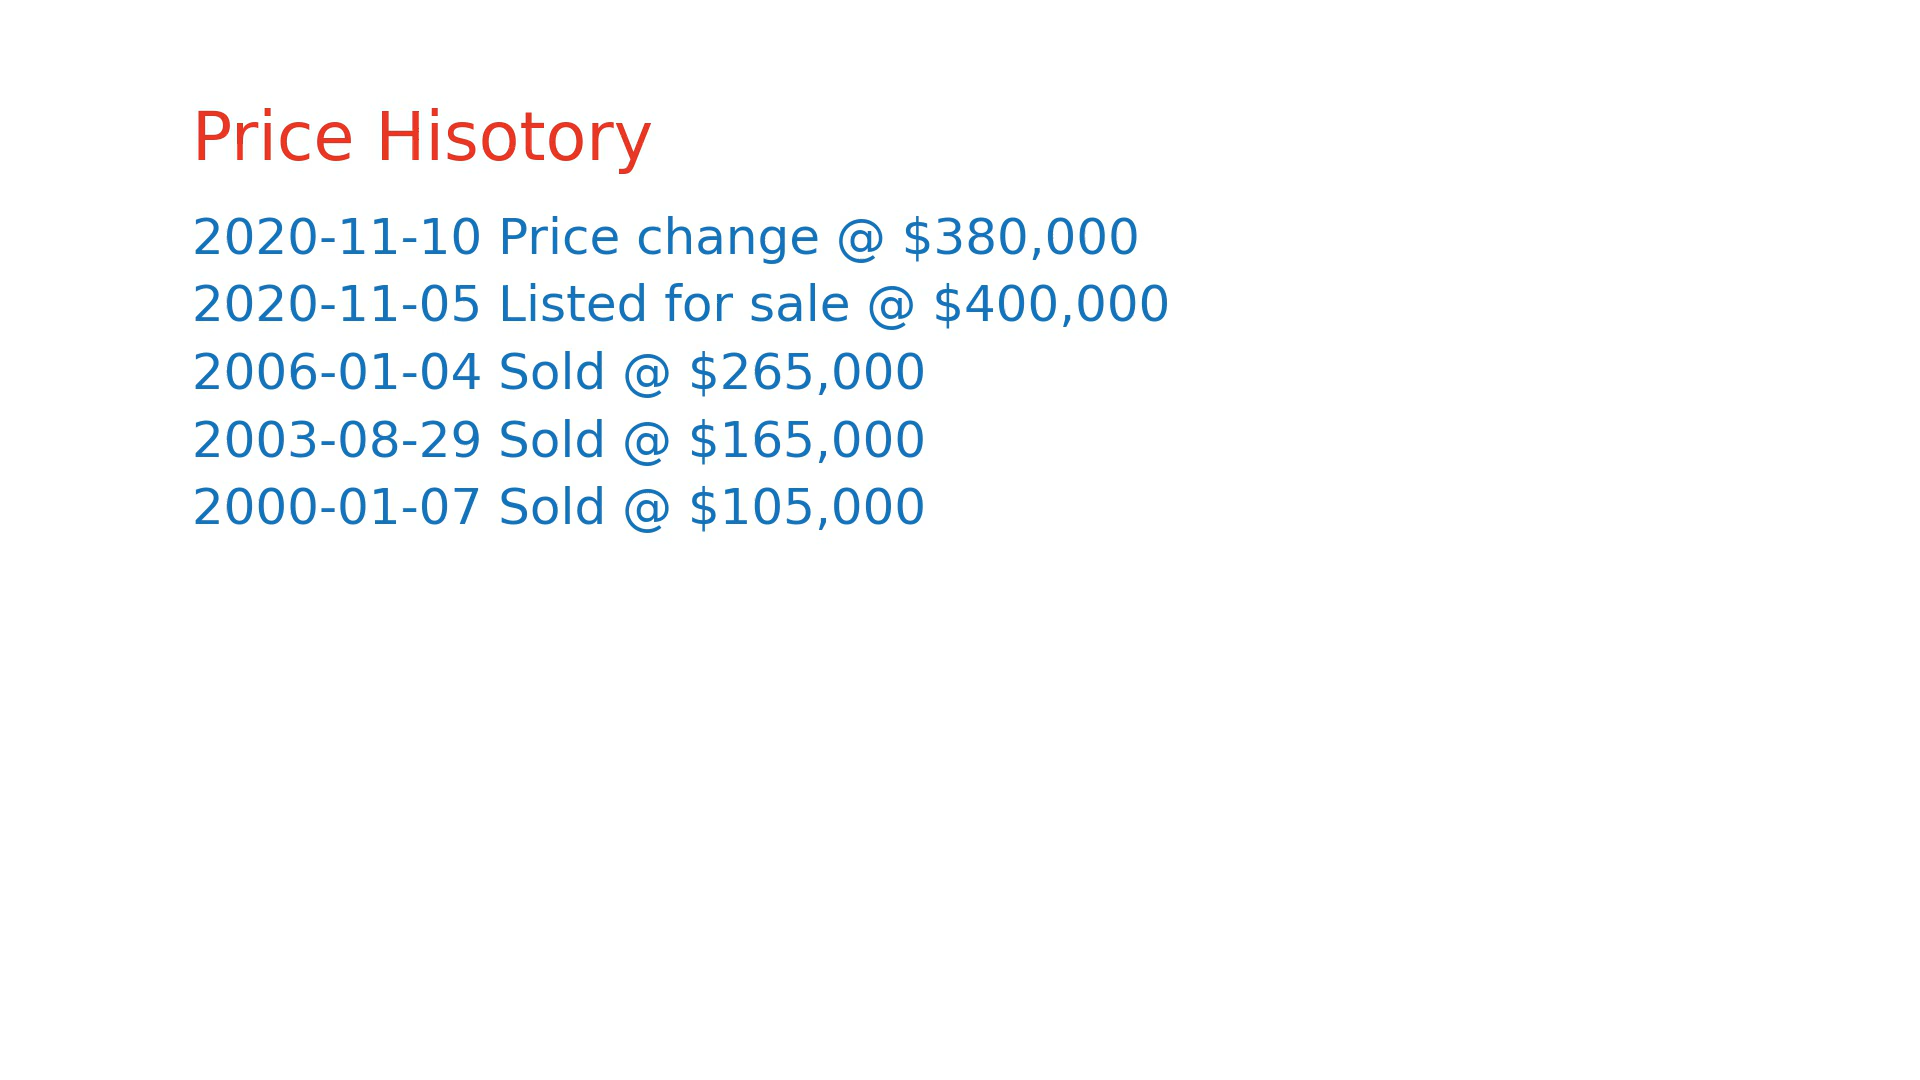 Price Hisotory
2020-11-10 Price change @ $380,000
2020-11-05 Listed for sale @ $400,000
2006-01-04 Sold @ $265,000
2003-08-29 Sold @ $165,000
2000-01-07 Sold @ $105,000